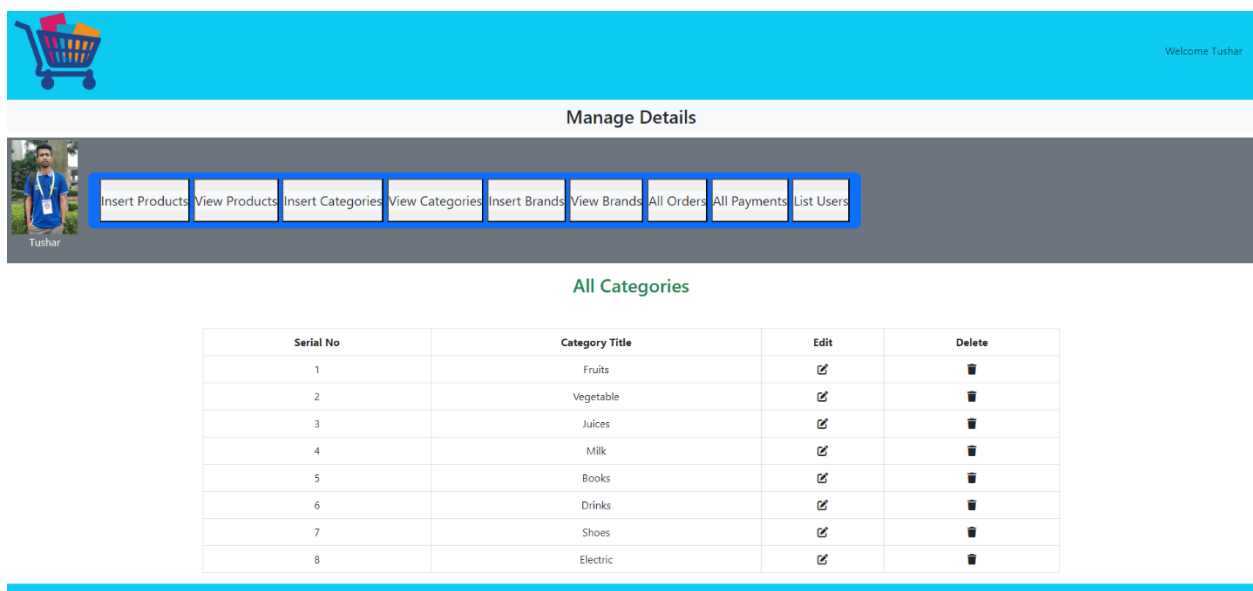 Welcome Tushar
Manage Details
Insert Products View Products Insert Categories View Categories Insert Brands View Brands All Orders All Payments List Users
Tushar
All Categories
Serial No Category Title Edit Delete
1 Fruits
2 Vegetable
3 Juices
4 Milk
5 Books
6 Drinks
7 Shoes
8 Electric